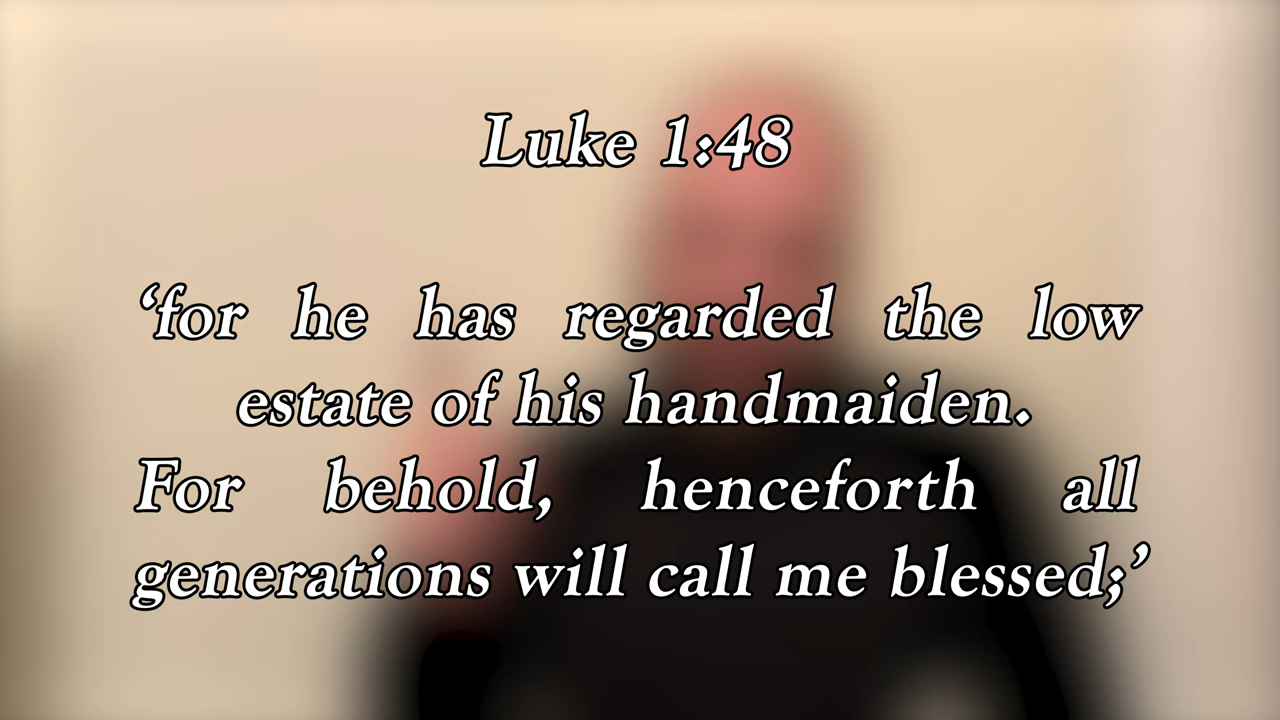 Luke 1:48
‘for he has regarded the low
estate of his handmaiden.
For behold, henceforth all
generations will call me blessed;’